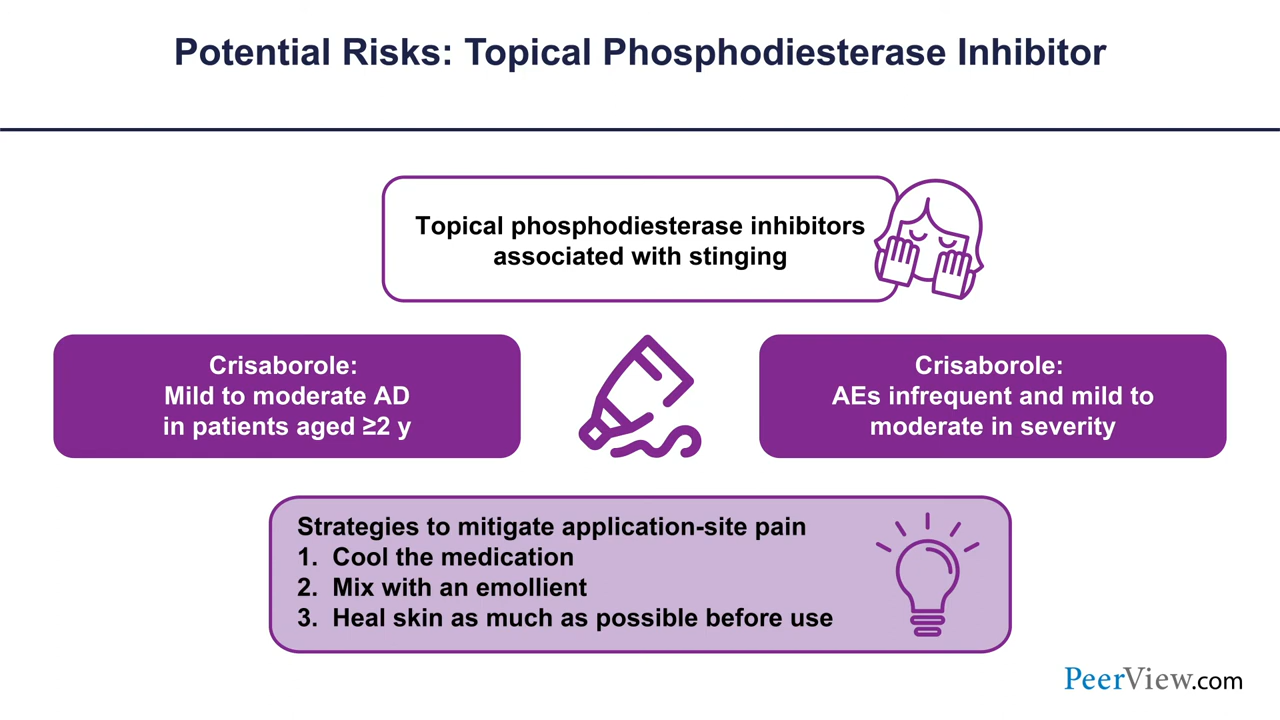 Potential Risks: Topical Phosphodiesterase Inhibitor
Topical phosphodiesterase inhibitors
associated with stinging
Crisaborole:
Mild to moderate AD
in patients aged ≥2 y
Crisaborole:
AEs infrequent and mild to
moderate in severity
Strategies to mitigate application-site pain
1. Cool the medication
2. Mix with an emollient
3. Heal skin as much as possible before use
PeerView.com